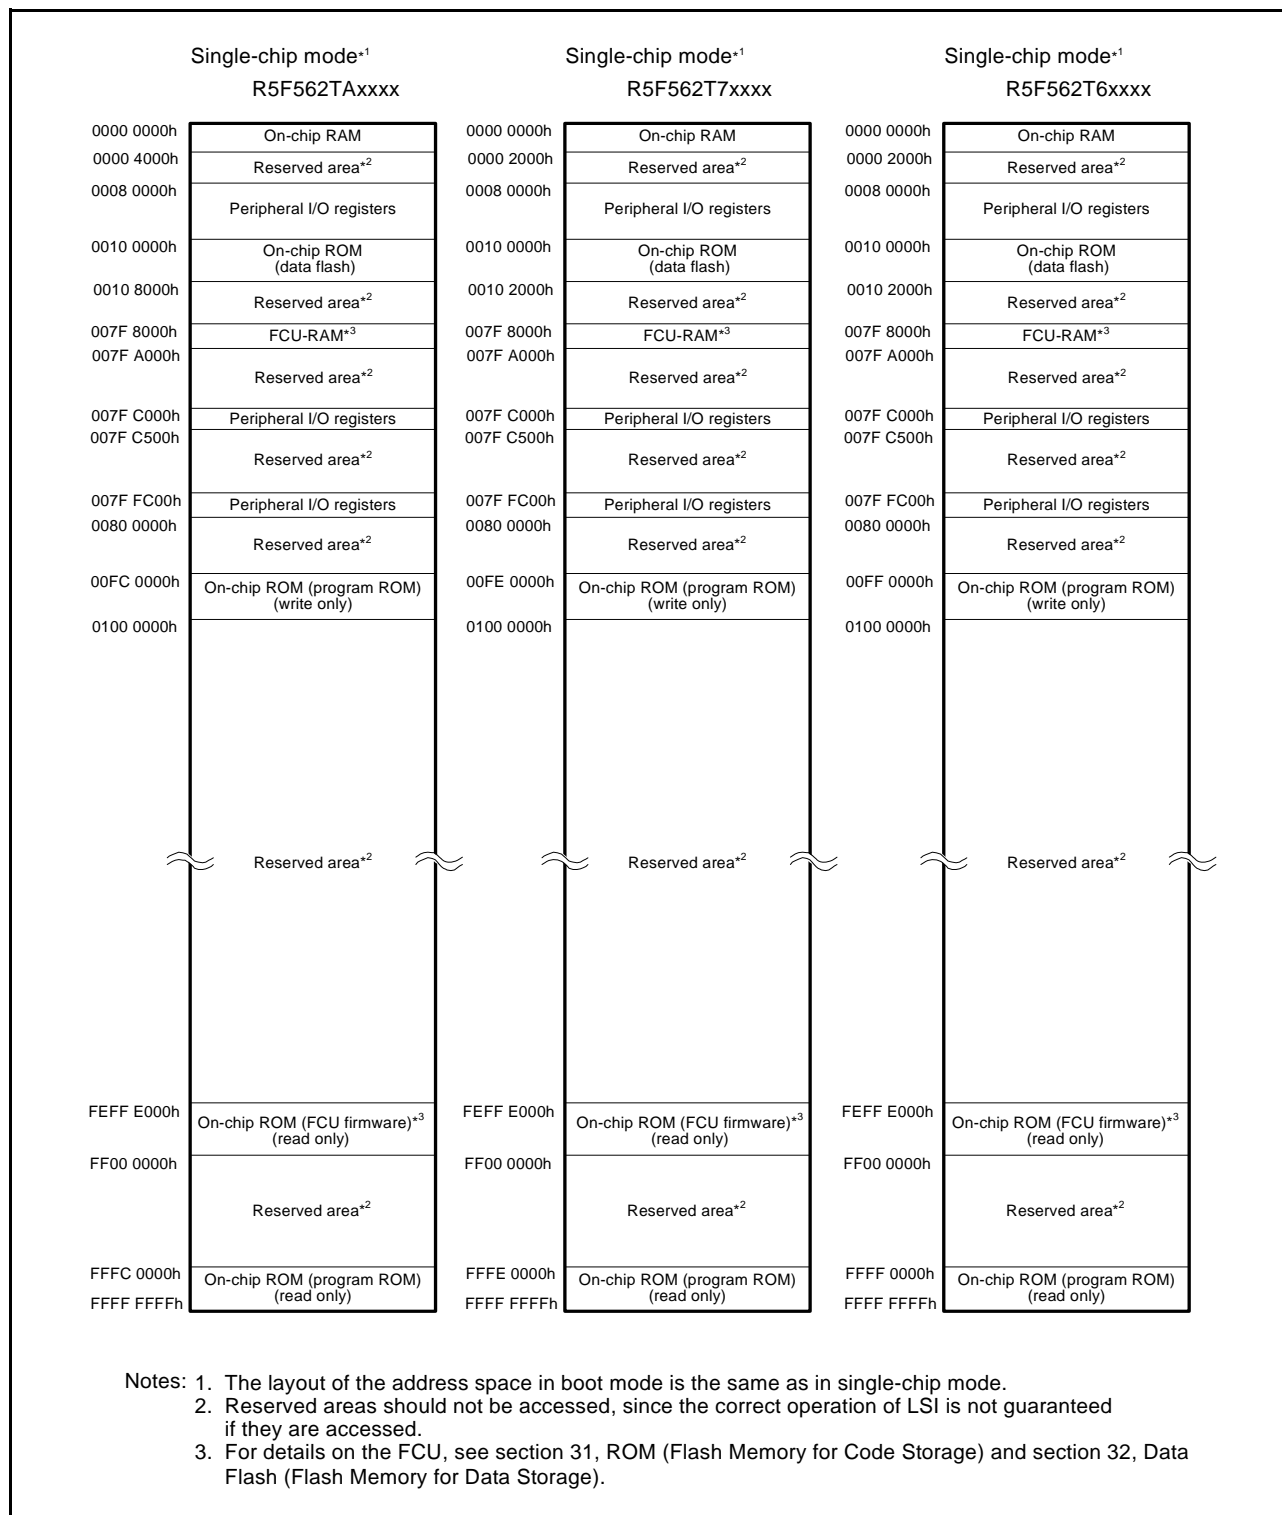 Single-chip mode*1
R5F562TAxxxx
0000 0000h
On-chip RAM
0000 4000h
Reserved area*2
0008 0000h
Peripheral I/O registers
0010 0000h
On-chip ROM
(data flash)
0010 8000h
Reserved area*2
007F 8000h
FCU-RAM*3
007F A000h
Reserved area*2
007F C000h
Peripheral I/O registers
007F C500h
Reserved area*2
007F FC00h
Peripheral I/O registers
0080 0000h
Reserved area*2
00FC 0000h
On-chip ROM (program ROM)
(write only)
0100 0000h
Reserved area*2
FEFF E000h
On-chip ROM (FCU firmware)*3
(read only)
FF00 0000h
Reserved area*2
FFFC 0000h
On-chip ROM (program ROM)
(read only)
FFFF FFFFh
Single-chip mode*1
R5F562T7xxxx
0000 0000h
On-chip RAM
0000 2000h
Reserved area*2
0008 0000h
Peripheral I/O registers
0010 0000h
On-chip ROM
(data flash)
0010 2000h
Reserved area*2
007F 8000h
FCU-RAM*3
007F A000h
Reserved area*2
007F C000h
Peripheral I/O registers
007F C500h
Reserved area*2
007F FC00h
Peripheral I/O registers
0080 0000h
Reserved area*2
00FE 0000h
On-chip ROM (program ROM)
(write only)
0100 0000h
Reserved area*2
FEFF E000h
On-chip ROM (FCU firmware)*3
(read only)
FF00 0000h
Reserved area*2
FFFE 0000h
On-chip ROM (program ROM)
(read only)
FFFF FFFFh
Single-chip mode*1
R5F562T6xxxx
0000 0000h
On-chip RAM
0000 2000h
Reserved area*2
0008 0000h
Peripheral I/O registers
0010 0000h
On-chip ROM
(data flash)
0010 2000h
Reserved area*2
007F 8000h
FCU-RAM*3
007F A000h
Reserved area*2
007F C000h
Peripheral I/O registers
007F C500h
Reserved area*2
007F FC00h
Peripheral I/O registers
0080 0000h
Reserved area*2
00FF 0000h
On-chip ROM (program ROM)
(write only)
0100 0000h
Reserved area*2
FEFF E000h
On-chip ROM (FCU firmware)*3
(read only)
FF00 0000h
Reserved area*2
FFFF 0000h
On-chip ROM (program ROM)
(read only)
FFFF FFFFh
Notes: 1. The layout of the address space in boot mode is the same as in single-chip mode.
2. Reserved areas should not be accessed, since the correct operation of LSI is not guaranteed
if they are accessed.
3. For details on the FCU, see section 31, ROM (Flash Memory for Code Storage) and section 32, Data
Flash (Flash Memory for Data Storage).